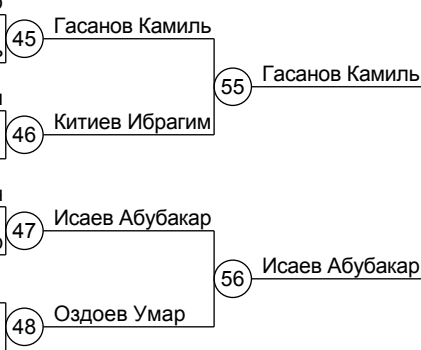 45
Гасанов Камиль
55
Гасанов Камиль
46
Китиев Ибрагим
47
Исаев Абубакар
56
Исаев Абубакар
48
Оздоев Умар